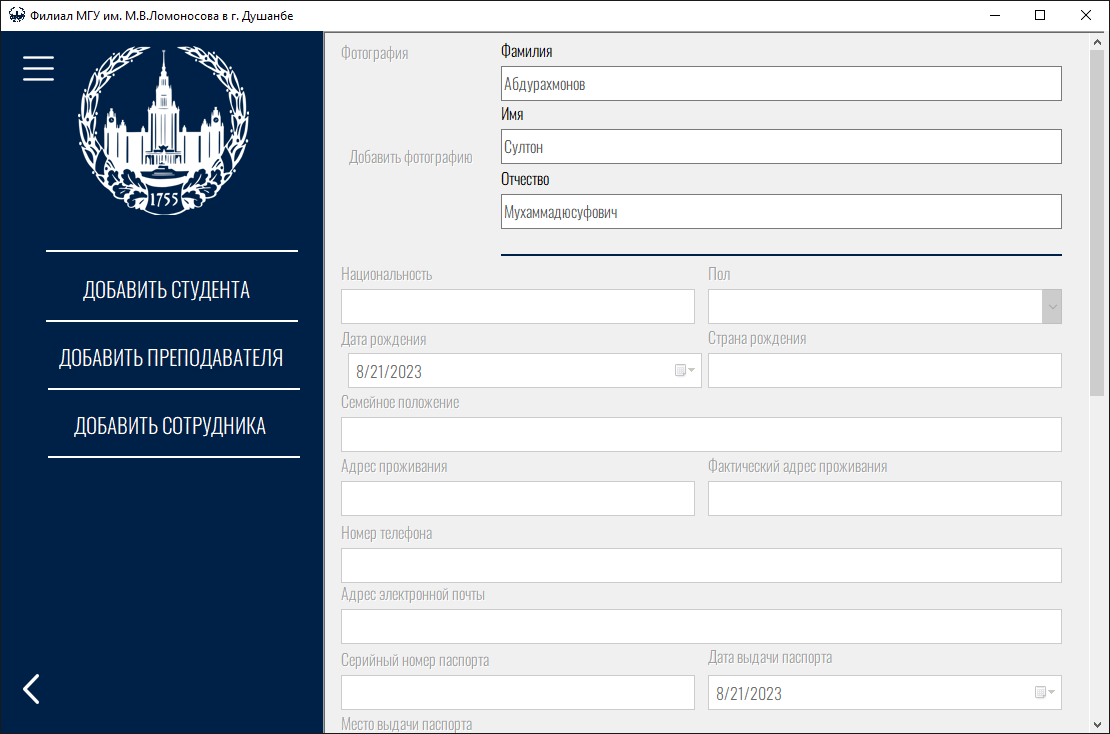 Филиал МГУ им. М.В.Ломоносова в г. Душанбе
1755
ДОБАВИТЬ СТУДЕНТА
ДОБАВИТЬ ПРЕПОДАВАТЕЛЯ
ДОБАВИТЬ СОТРУДНИКА
Фотография
Добавить фотографию
Фамилия
Абдурахмонов
Имя
Султон
Отчество
Мухаммадюсуфович
Национальность
Пол
Дата рождения
Страна рождения
8/21/2023
Семейное положение
Адрес проживания
Фактический адрес проживания
Номер телефона
Адрес электронной почты
Серийный номер паспорта
Дата выдачи паспорта
8/21/2023
Место выдачи паспорта